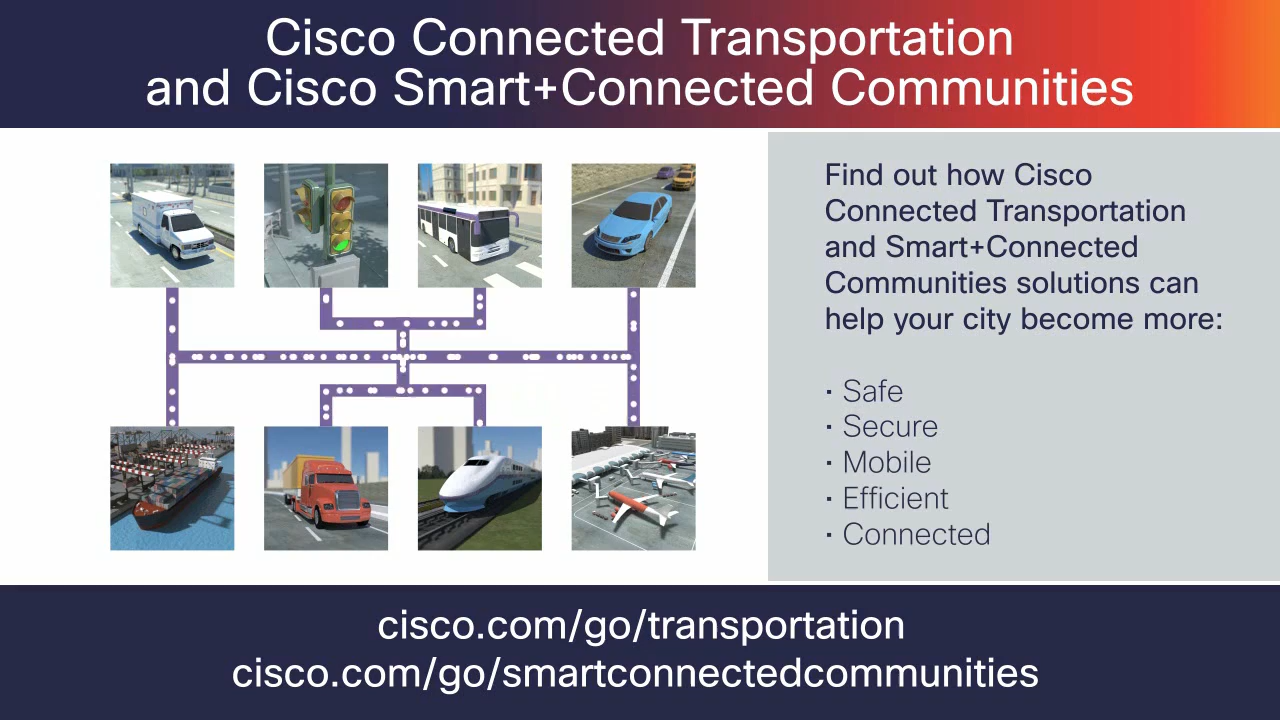 Cisco Connected Transportation
and Cisco Smart+Connected Communities
Find out how Cisco
Connected Transportation
and Smart+Connected
Communities solutions can
help your city become more:
· Safe
· Secure
· Mobile
· Efficient
· Connected
cisco.com/go/transportation
cisco.com/go/smartconnectedcommunities